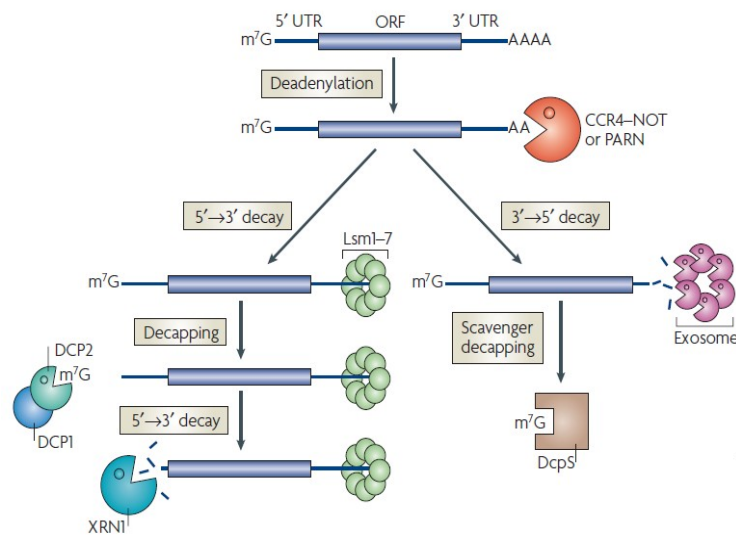 5′ UTR ORF 3′ UTR
m⁷G AAAA
Deadenylation
m⁷G AA
CCR4–NOT
or PARN
5′→3′ decay
3′→5′ decay
Lsm1–7
m⁷G
m⁷G
Exosome
Decapping
Scavenger
decapping
DCP2
m⁷G
DCP1
5′→3′ decay
m⁷G
DcpS
XRN1